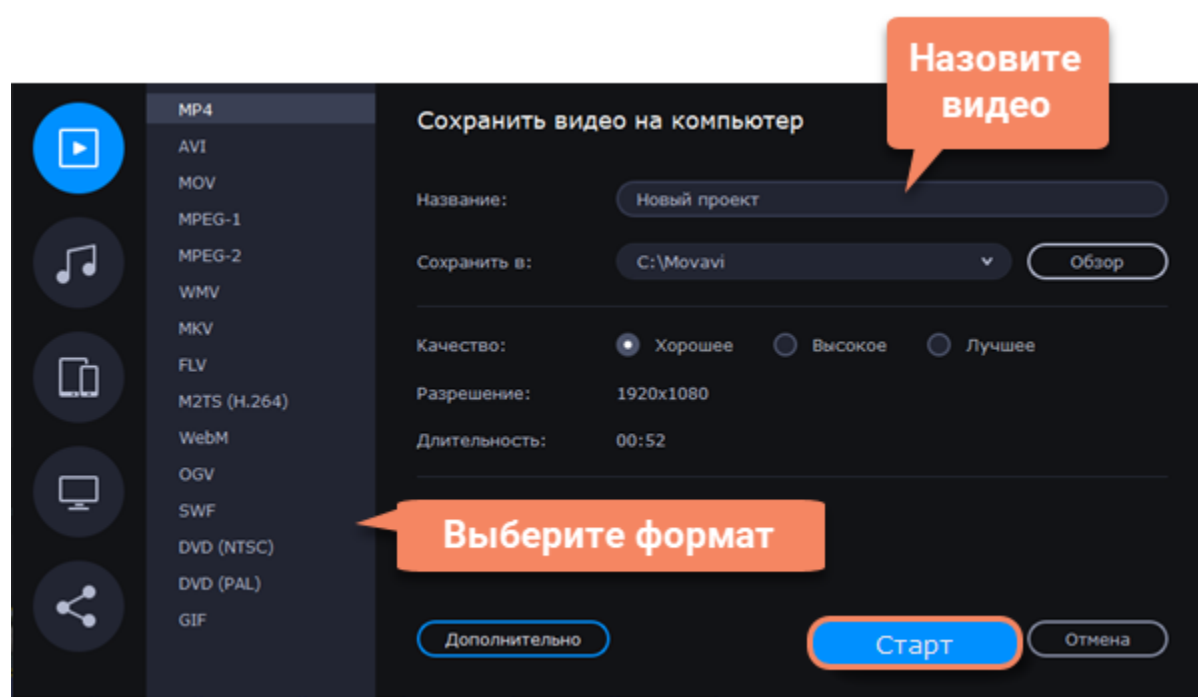 Назовите
видео
MP4
AVI
MOV
MPEG-1
MPEG-2
WMV
MKV
FLV
M2TS (H.264)
WebM
OGV
SWF
DVD (NTSC)
DVD (PAL)
GIF
Сохранить видео на компьютер
Название: Новый проект
Сохранить в: C:\Movavi Обзор
Качество: Хорошее Высокое Лучшее
Разрешение: 1920x1080
Длительность: 00:52
Выберите формат
Дополнительно Старт Отмена